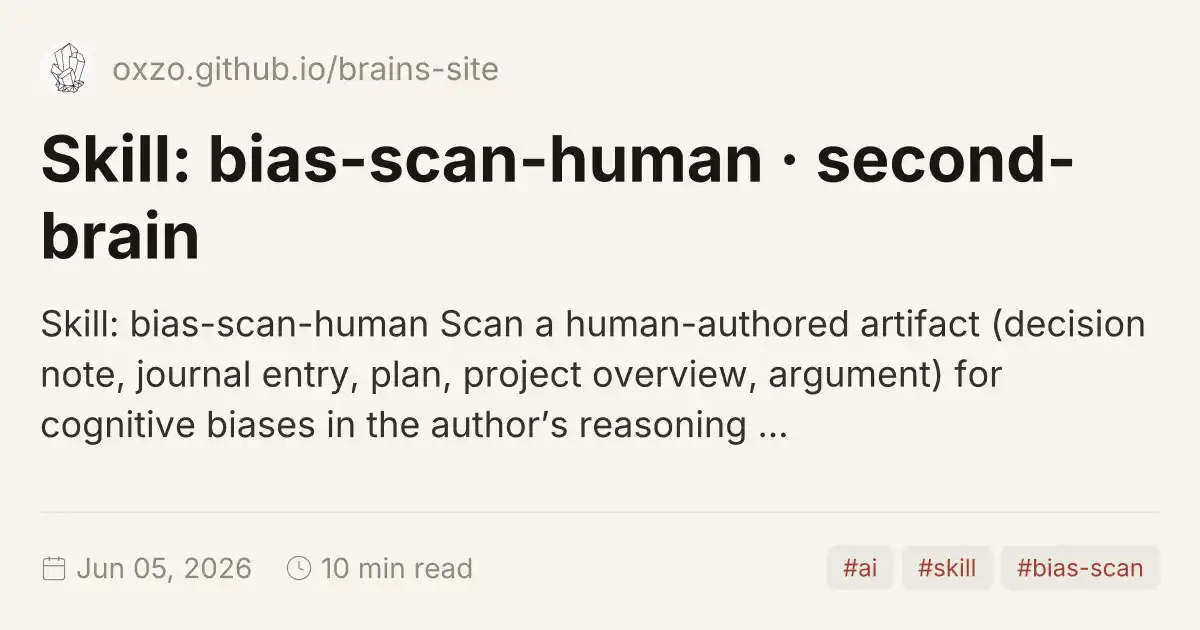 oxzo.github.io/brains-site
Skill: bias-scan-human · second-
brain
Skill: bias-scan-human Scan a human-authored artifact (decision
note, journal entry, plan, project overview, argument) for
cognitive biases in the author’s reasoning ...
Jun 05, 2026 10 min read #ai #skill #bias-scan